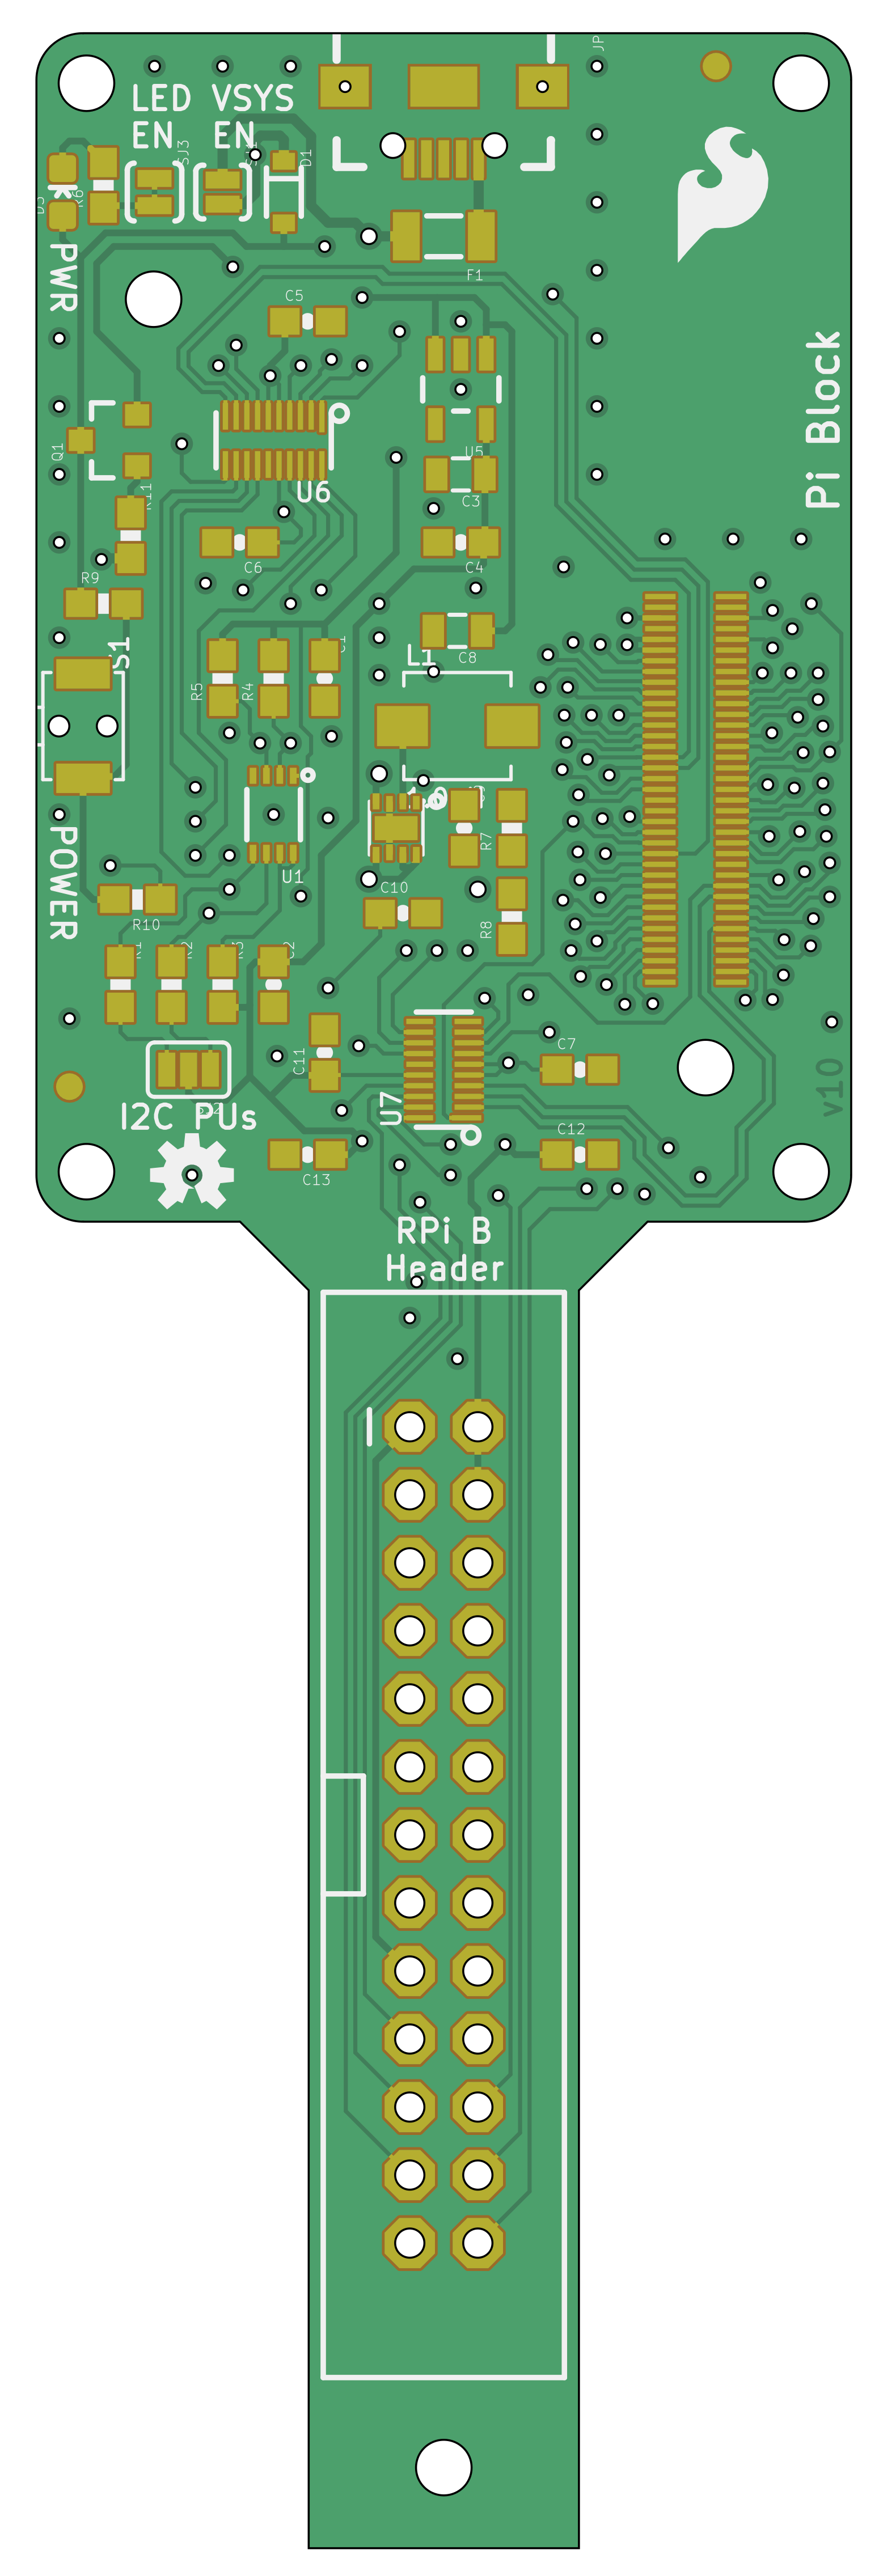 JP
LED VSYS
EN EN
SJ3
D1
D3
R6
PWR
F1
C5
Pi Block
Q1
U5
U6
R11
C3
C6
C4
R9
S1
C1
L1
C8
R5
R4
R7
U1
C10
POWER
R10
R8
R1
R2
R3
C2
C11
C7
v10
U7
I2C PUs
C12
C13
RPi B
Header